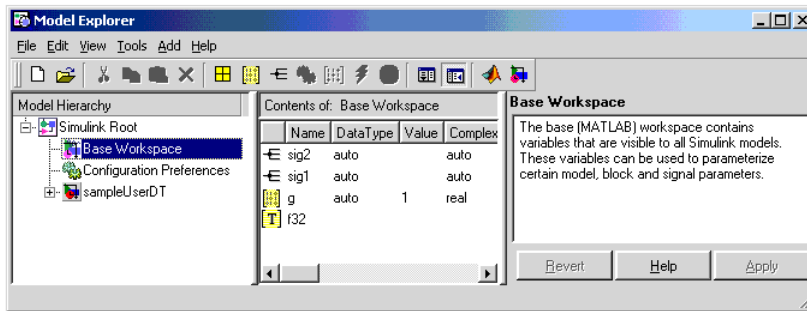 Model Explorer
File Edit View Tools Add Help
Model Hierarchy
Simulink Root
Base Workspace
Configuration Preferences
sampleUserDT
Contents of: Base Workspace
Name DataType Value Complex
sig2 auto auto
sig1 auto auto
g auto 1 real
T f32
Base Workspace
The base (MATLAB) workspace contains
variables that are visible to all Simulink models.
These variables can be used to parameterize
certain model, block and signal parameters.
Revert Help Apply